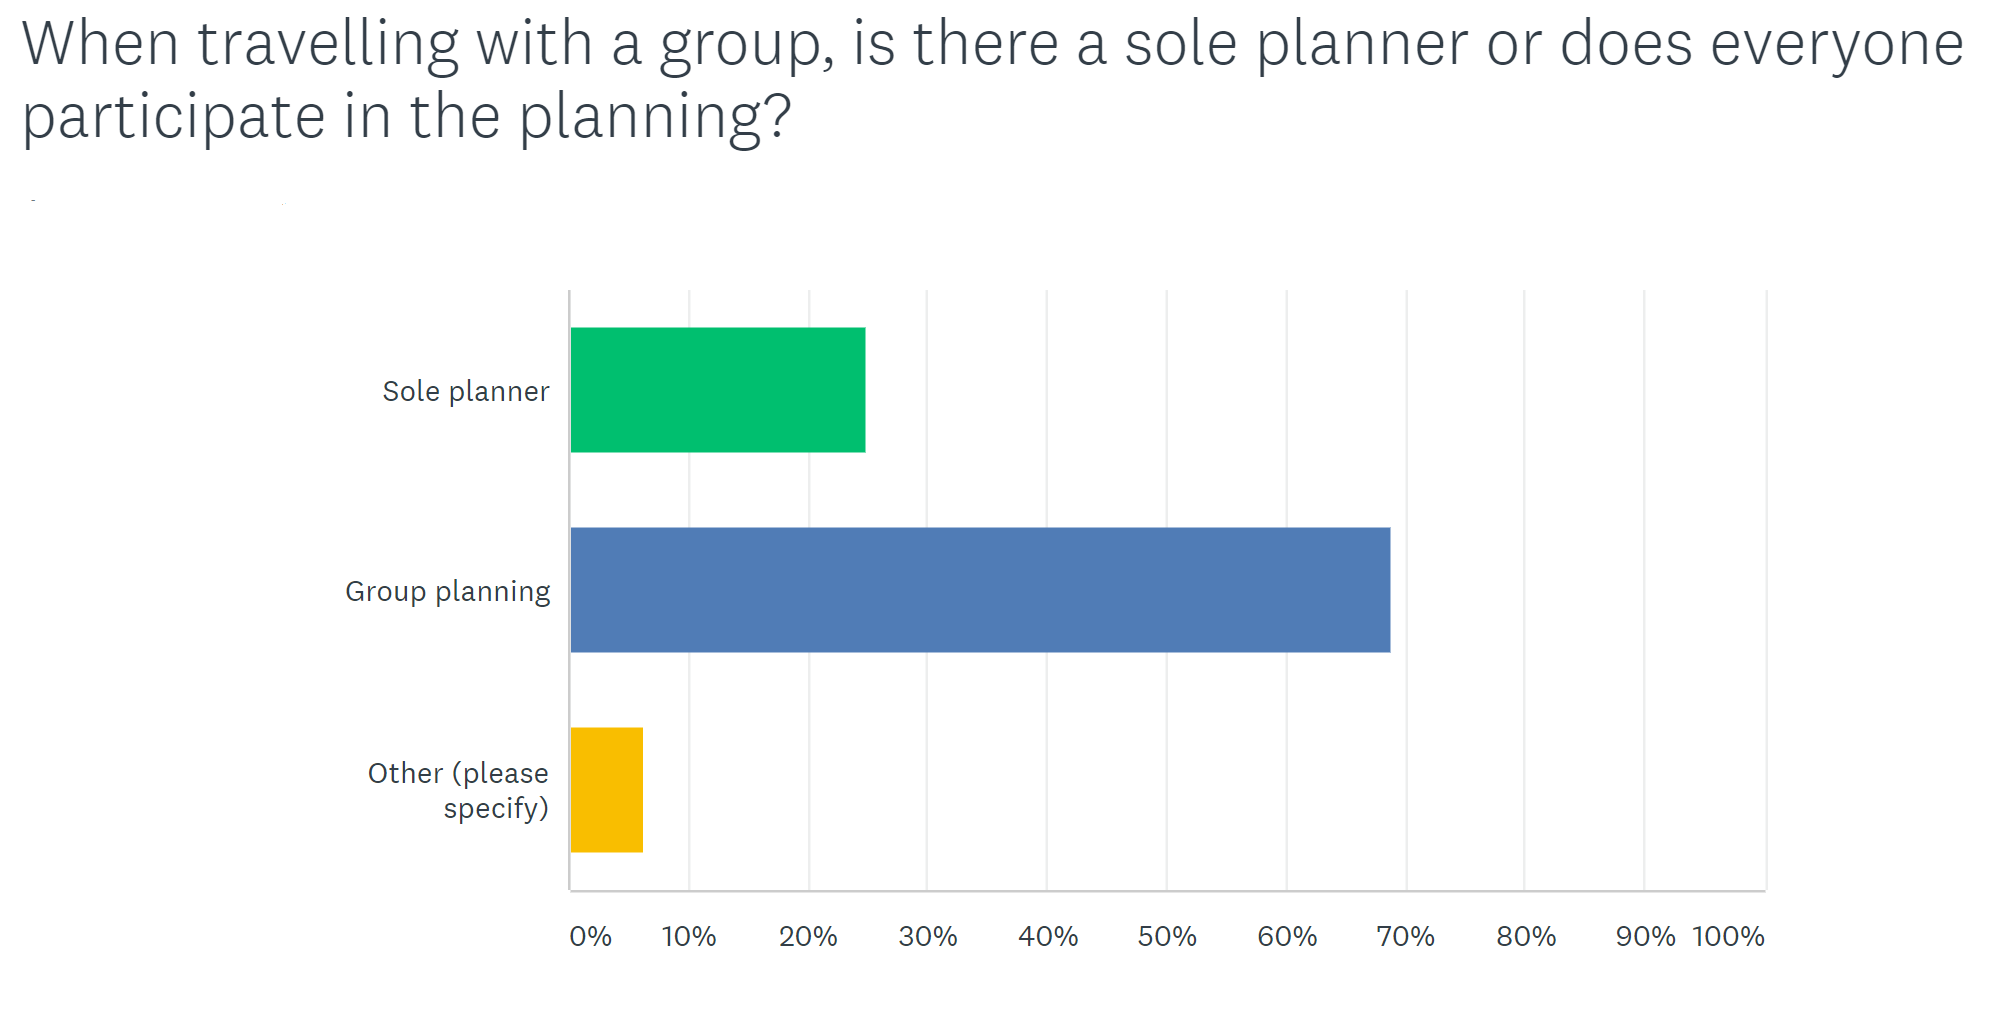 When travelling with a group, is there a sole planner or does everyone
participate in the planning?
Sole planner
Group planning
Other (please
specify)
0% 10% 20% 30% 40% 50% 60% 70% 80% 90% 100%